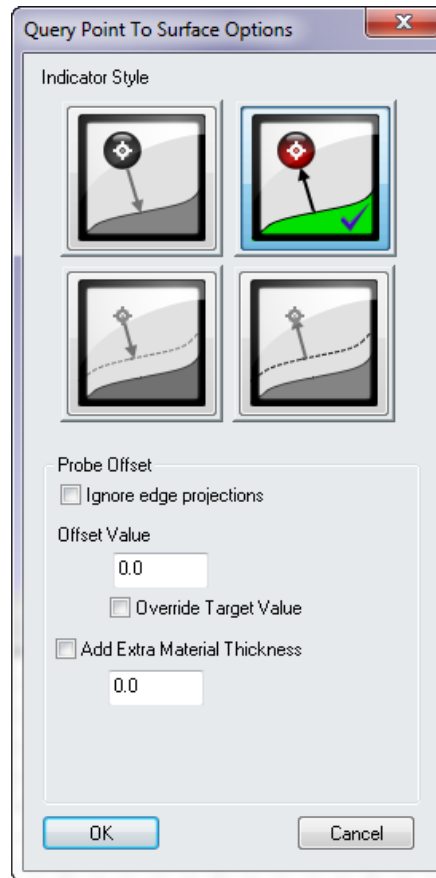 Query Point To Surface Options
Indicator Style
Probe Offset
Ignore edge projections
Offset Value
0.0
Override Target Value
Add Extra Material Thickness
0.0
OK
Cancel